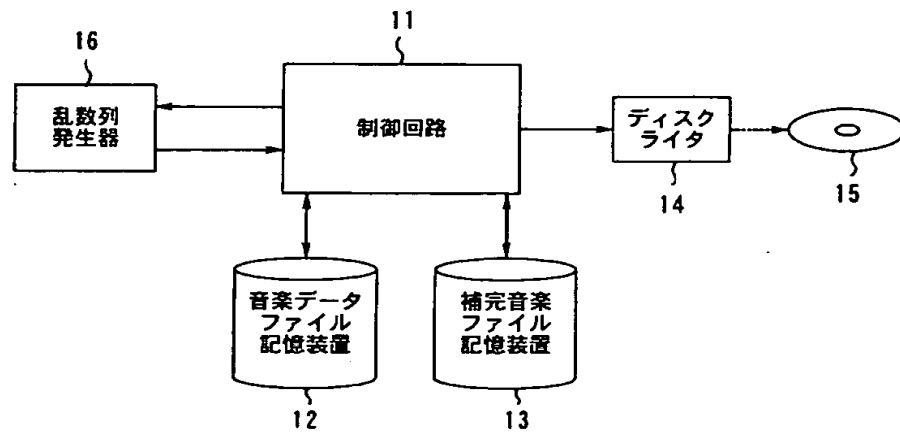 11
16
乱数列
発生器
制御回路
ディスク
ライタ
14
15
音楽データ
ファイル
記憶装置
補完音楽
ファイル
記憶装置
12
13